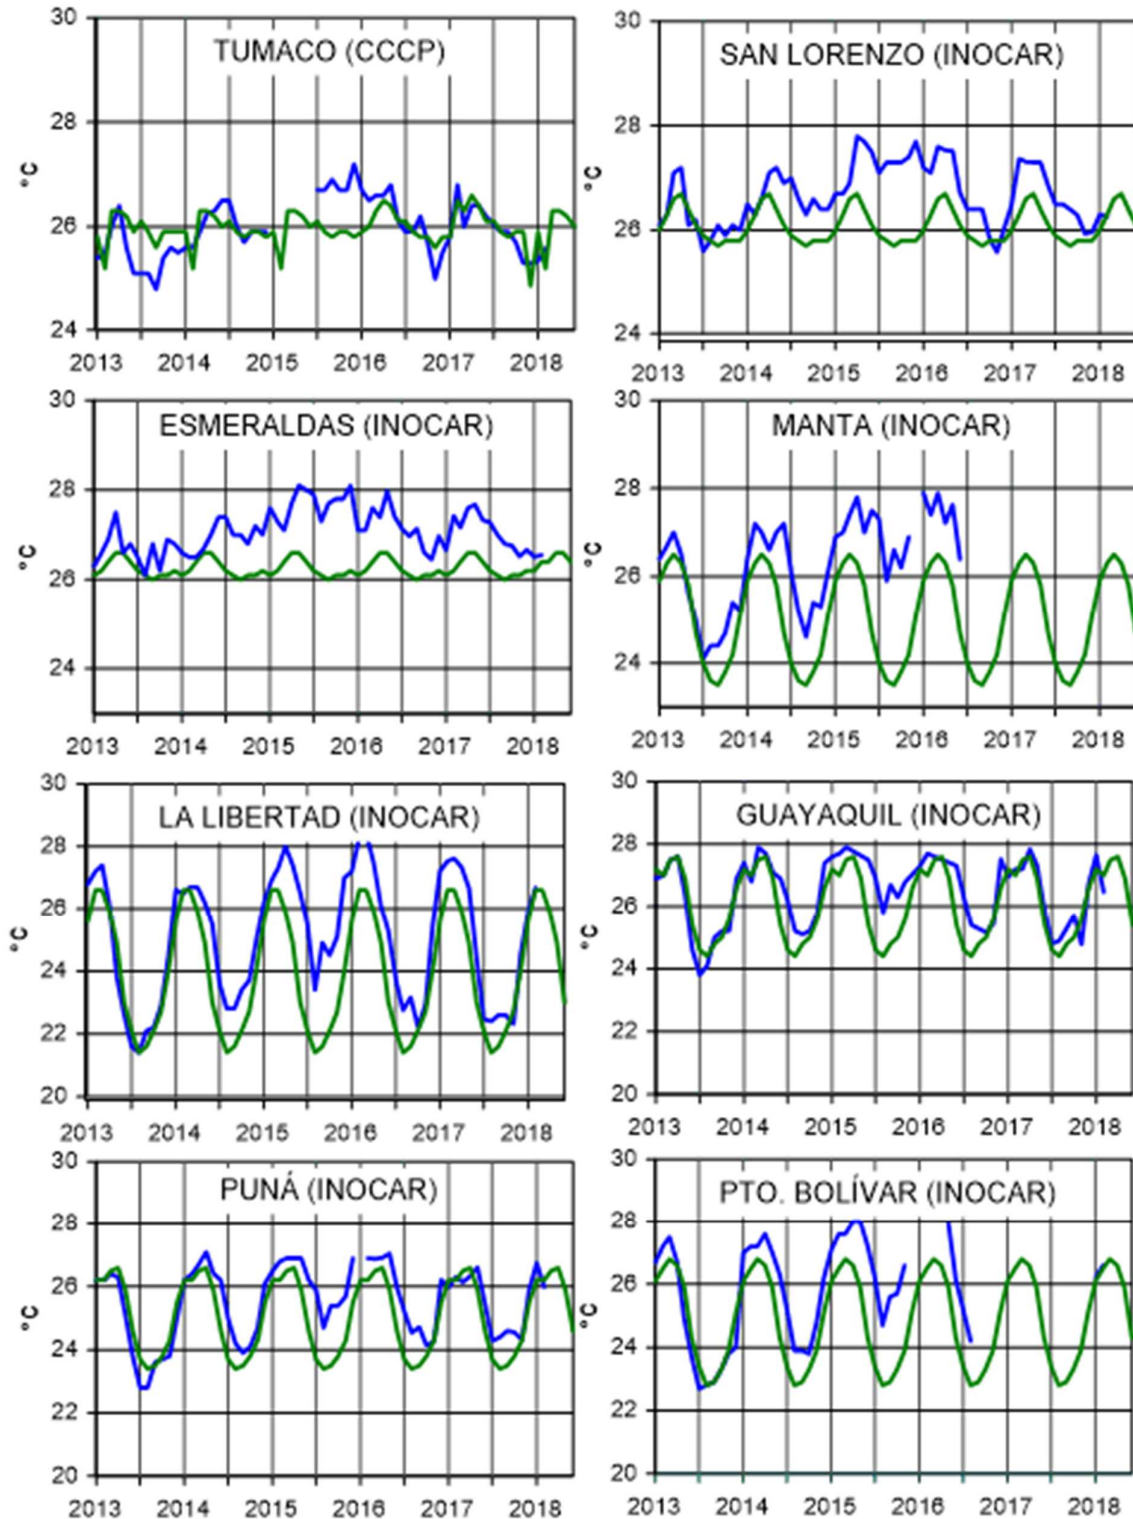 TUMACO (CCCP)
30
28
26
24
°C
2013 2014 2015 2016 2017 2018
SAN LORENZO (INOCAR)
30
28
26
24
°C
2013 2014 2015 2016 2017 2018
ESMERALDAS (INOCAR)
30
28
26
24
°C
2013 2014 2015 2016 2017 2018
MANTA (INOCAR)
30
28
26
24
°C
2013 2014 2015 2016 2017 2018
LA LIBERTAD (INOCAR)
30
28
26
24
22
20
°C
2013 2014 2015 2016 2017 2018
GUAYAQUIL (INOCAR)
30
28
26
24
22
20
°C
2013 2014 2015 2016 2017 2018
PUNÁ (INOCAR)
30
28
26
24
22
20
°C
2013 2014 2015 2016 2017 2018
PTO. BOLÍVAR (INOCAR)
30
28
26
24
22
20
°C
2013 2014 2015 2016 2017 2018